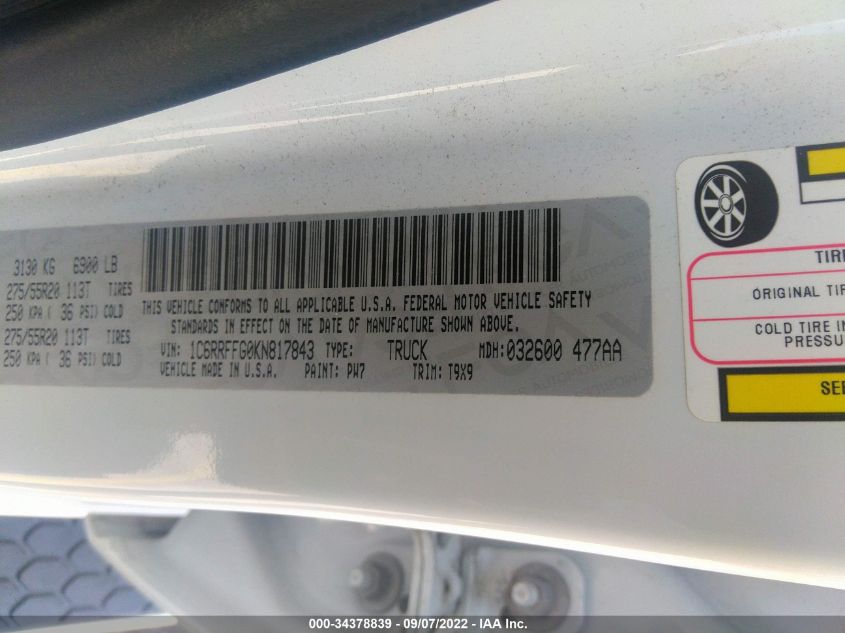 3130 KG 6900 LB
275/55R20 113T TIRES
250 KPA ( 36 PSI) COLD
275/55R20 113T TIRES
250 KPA ( 36 PSI) COLD
THIS VEHICLE CONFORMS TO ALL APPLICABLE U.S.A. FEDERAL MOTOR VEHICLE SAFETY
STANDARDS IN EFFECT ON THE DATE OF MANUFACTURE SHOWN ABOVE.
VIN: 1C6RRFFG0KN817843 TYPE: TRUCK MDH: 032600 477AA
VEHICLE MADE IN U.S.A. PAINT: PW7 TRIM: T9X9
TIRE
ORIGINAL TIR
COLD TIRE IN
PRESSU
SEE
000-34378839 - 09/07/2022 - IAA Inc.